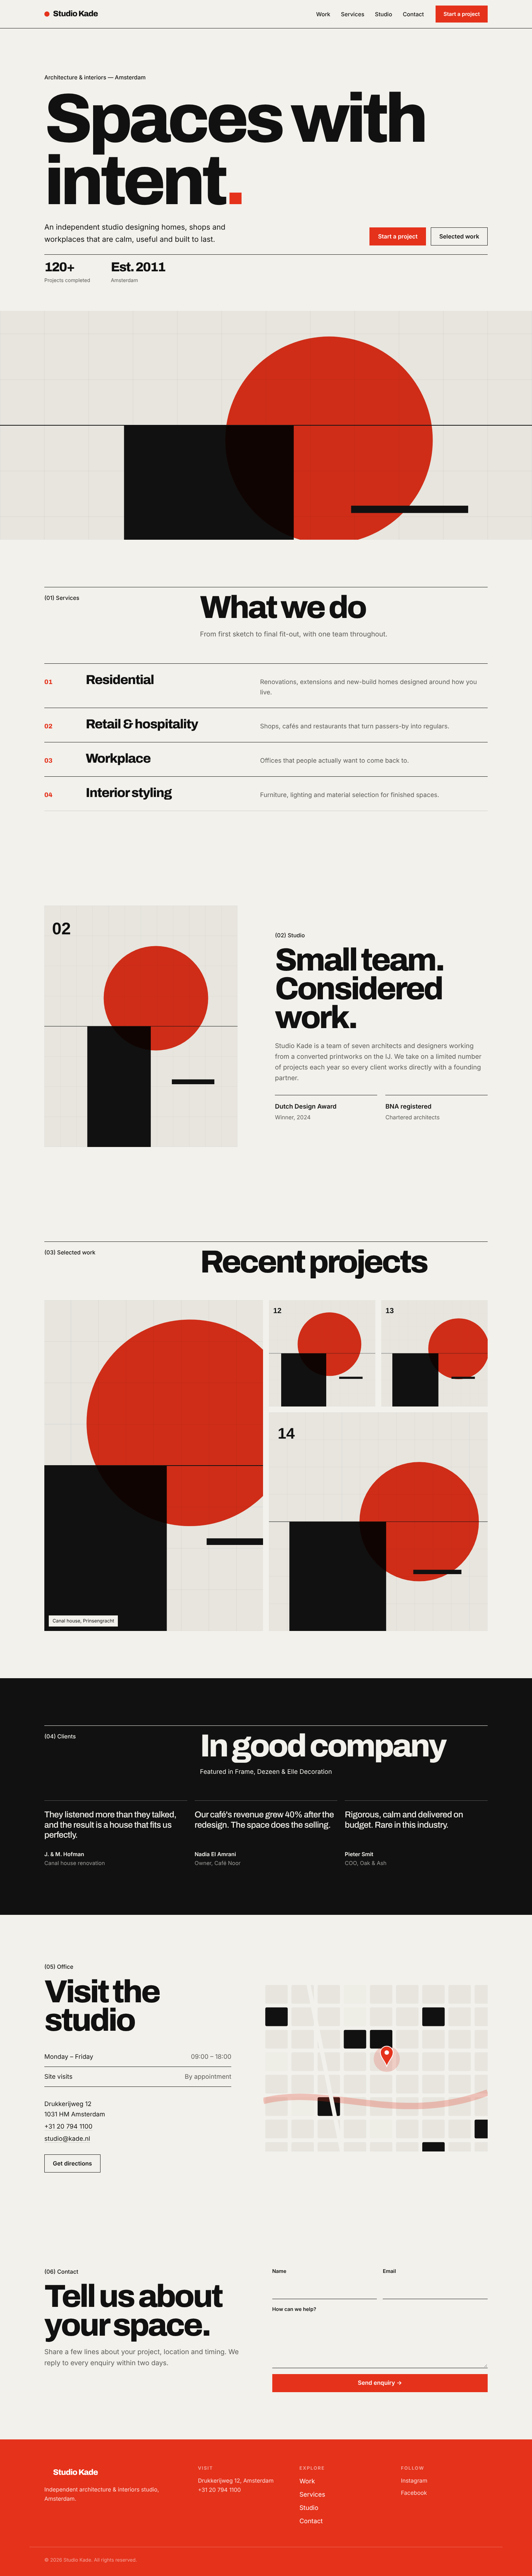 Studio Kade
Work Services Studio Contact Start a project
Architecture & interiors — Amsterdam
Spaces with
intent.
An independent studio designing homes, shops and
workplaces that are calm, useful and built to last.
Start a project Selected work
120+ Est. 2011
Projects completed Amsterdam
(01) Services
What we do
From first sketch to final fit-out, with one team throughout.
01 Residential Renovations, extensions and new-build homes designed around how you
live.
02 Retail & hospitality Shops, cafés and restaurants that turn passers-by into regulars.
03 Workplace Offices that people actually want to come back to.
04 Interior styling Furniture, lighting and material selection for finished spaces.
02
(02) Studio
Small team.
Considered
work.
Studio Kade is a team of seven architects and designers working
from a converted printworks on the IJ. We take on a limited number
of projects each year so every client works directly with a founding
partner.
Dutch Design Award BNA registered
Winner, 2024 Chartered architects
(03) Selected work
Recent projects
12 13
14
Canal house, Prinsengracht
(04) Clients
In good company
Featured in Frame, Dezeen & Elle Decoration
They listened more than they talked,
and the result is a house that fits us
perfectly.
J. & M. Hofman
Canal house renovation
Our café's revenue grew 40% after the
redesign. The space does the selling.
Nadia El Amrani
Owner, Café Noor
Rigorous, calm and delivered on
budget. Rare in this industry.
Pieter Smit
COO, Oak & Ash
(05) Office
Visit the
studio
Monday – Friday 09:00 – 18:00
Site visits By appointment
Drukkerijweg 12
1031 HM Amsterdam
+31 20 794 1100
studio@kade.nl
Get directions
(06) Contact
Tell us about
your space.
Share a few lines about your project, location and timing. We
reply to every enquiry within two days.
Name Email
How can we help?
Send enquiry →
Studio Kade
Independent architecture & interiors studio,
Amsterdam.
VISIT
Drukkerijweg 12, Amsterdam
+31 20 794 1100
EXPLORE
Work
Services
Studio
Contact
FOLLOW
Instagram
Facebook
© 2026 Studio Kade. All rights reserved.